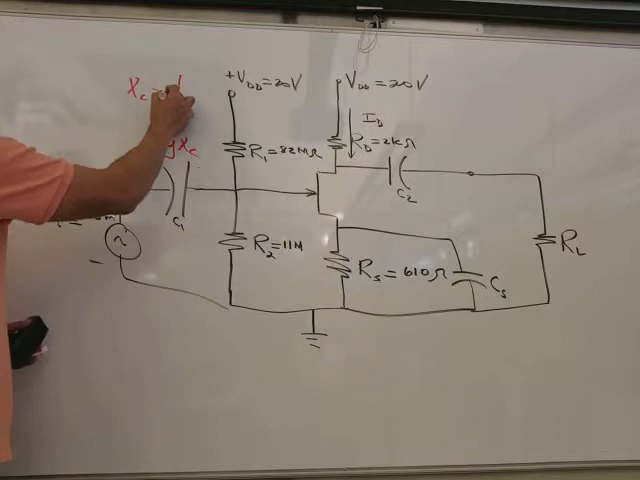 X_c = 1
+V_DD=20V
V_DD=20V
I_D
R_1=82MΩ
R_D=2kΩ
X_c
C_1
C_2
R_2=11M
R_s=610Ω
C_s
R_L
~
−